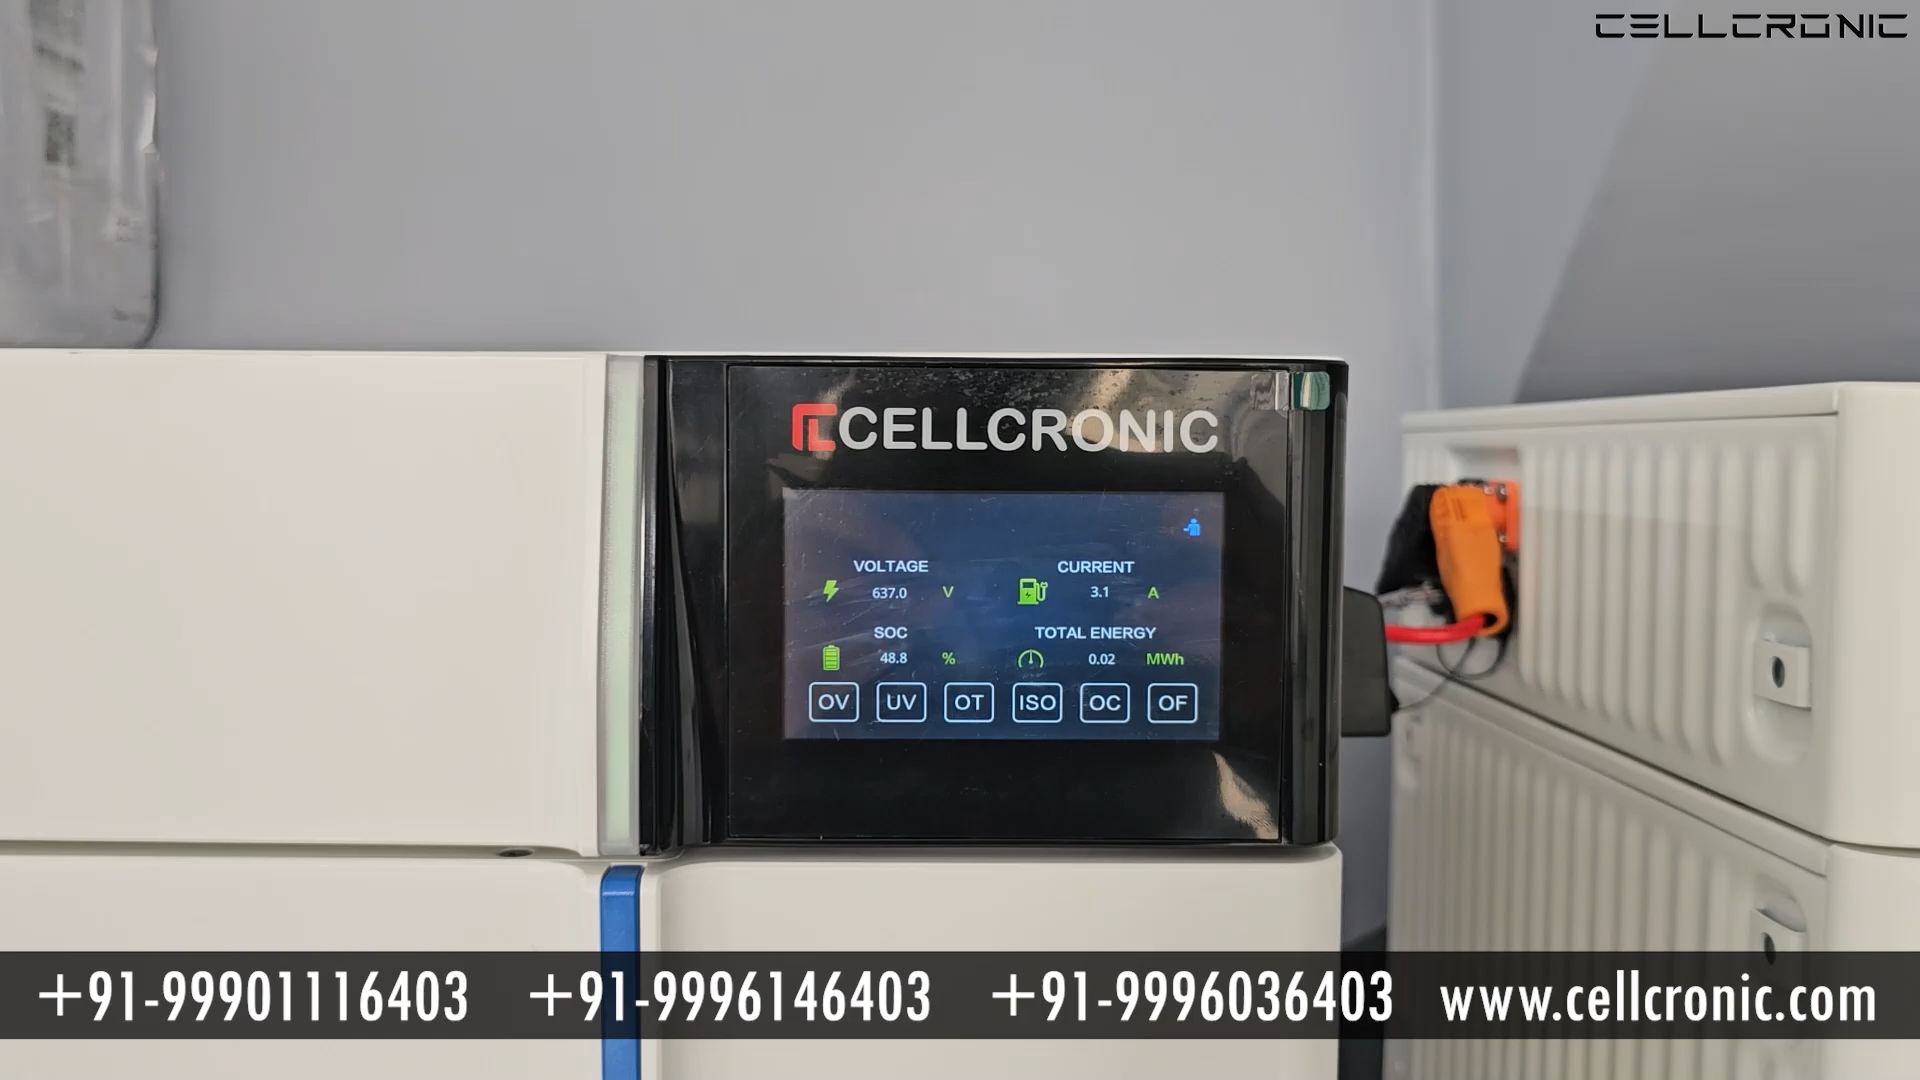 CELLCRONIC
CELLCRONIC
VOLTAGE CURRENT
637.0 V 3.1 A
SOC TOTAL ENERGY
48.8 % 0.02 MWh
OV UV OT ISO OC OF
+91-99901116403 +91-9996146403 +91-9996036403 www.cellcronic.com